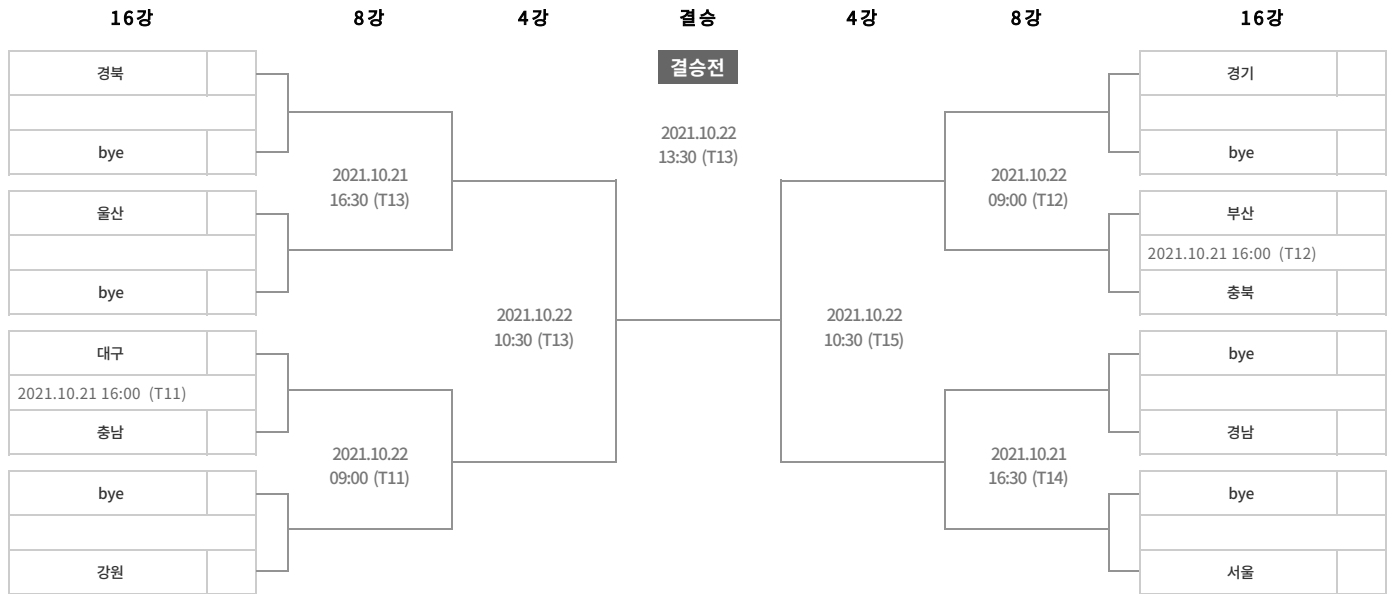 16강 8강 4강 결승 4강 8강 16강
결승전
2021.10.22
13:30 (T13)
경북
bye
2021.10.21
16:30 (T13)
울산
bye
2021.10.22
10:30 (T13)
대구
2021.10.21 16:00 (T11)
충남
2021.10.22
09:00 (T11)
bye
강원
경기
bye
2021.10.22
09:00 (T12)
부산
2021.10.21 16:00 (T12)
충북
2021.10.22
10:30 (T15)
bye
경남
2021.10.21
16:30 (T14)
bye
서울